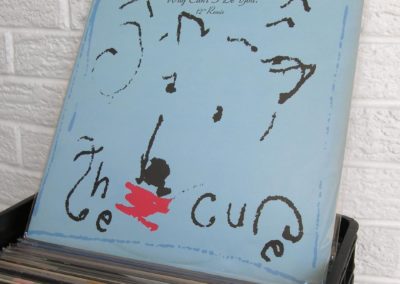 Why Can't I Be You?
12" Remix
the cure